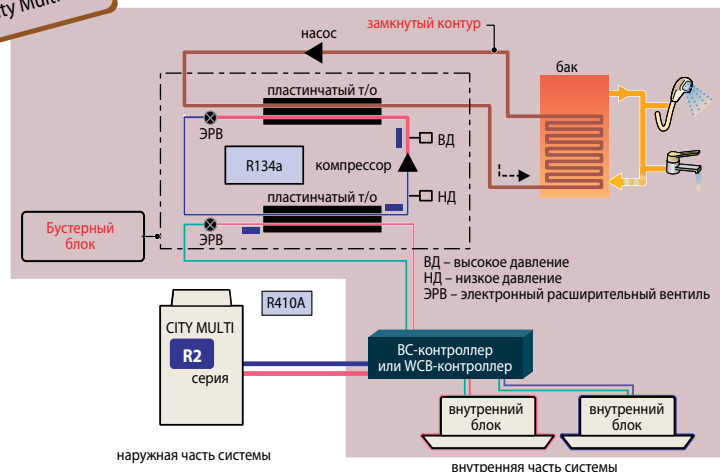 ty Multi
насос
замкнутый контур
бак
пластинчатый т/о
ЭРВ
ВД
R134a
компрессор
пластинчатый т/о
НД
Бустерный
блок
ЭРВ
ВД – высокое давление
НД – низкое давление
ЭРВ – электронный расширительный вентиль
R410A
CITY MULTI
R2
серия
BC-контроллер
или WCB-контроллер
внутренний
блок
внутренний
блок
наружная часть системы
внутренняя часть системы